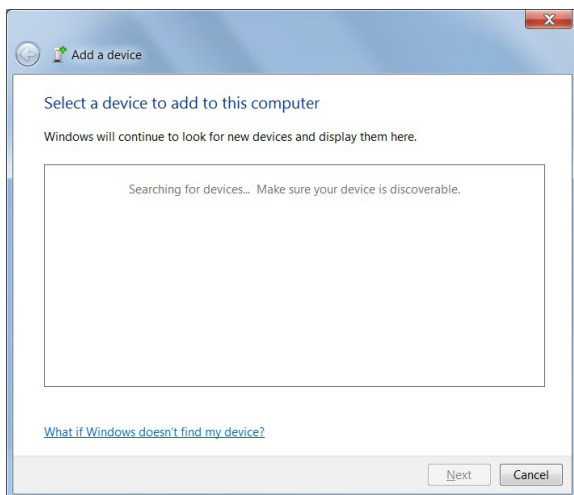 Add a device
Select a device to add to this computer
Windows will continue to look for new devices and display them here.
Searching for devices... Make sure your device is discoverable.
What if Windows doesn't find my device?
Next Cancel